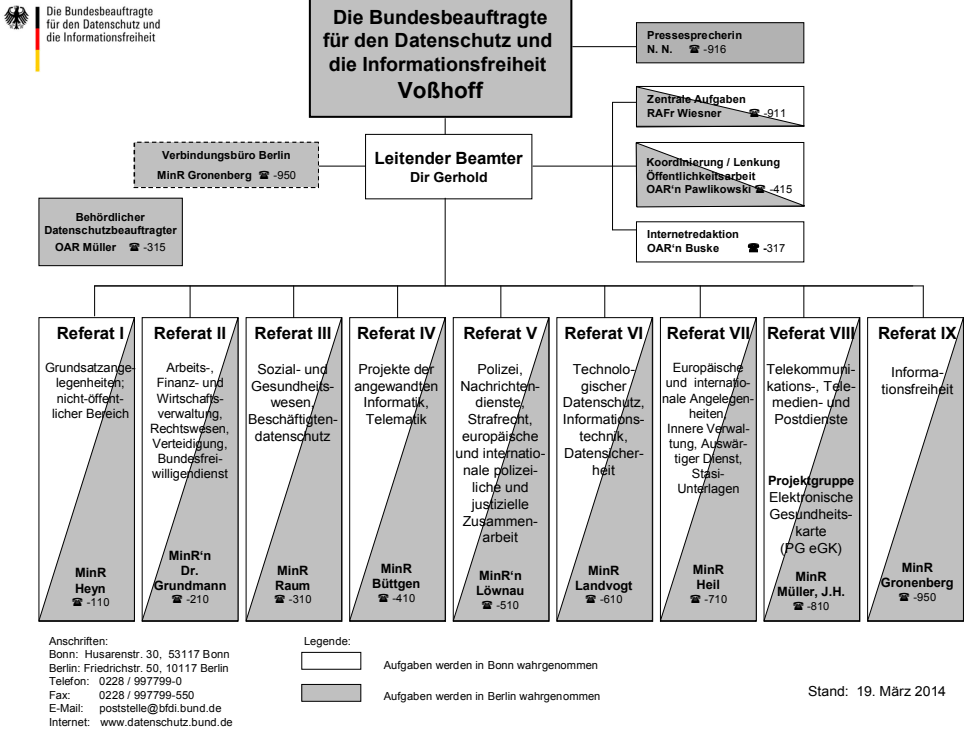 Die Bundesbeauftragte
für den Datenschutz und
die Informationsfreiheit
Die Bundesbeauftragte
für den Datenschutz und
die Informationsfreiheit
Voßhoff
Pressesprecherin
N. N. ☎ -916
Zentrale Aufgaben
RAFr Wiesner ☎ -911
Verbindungsbüro Berlin
MinR Gronenberg ☎ -950
Leitender Beamter
Dir Gerhold
Koordinierung / Lenkung
Öffentlichkeitsarbeit
OAR‘n Pawlikowski ☎ -415
Behördlicher
Datenschutzbeauftragter
OAR Müller ☎ -315
Internetredaktion
OAR‘n Buske ☎ -317
Referat I
Grundsatzange-
legenheiten;
nicht-öffent-
licher Bereich
MinR
Heyn
☎ -110
Referat II
Arbeits-,
Finanz- und
Wirtschafts-
verwaltung,
Rechtswesen,
Verteidigung,
Bundesfrei-
willigendienst
MinR‘n
Dr.
Grundmann
☎ -210
Referat III
Sozial- und
Gesundheits-
wesen,
Beschäftigten-
datenschutz
MinR
Raum
☎ -310
Referat IV
Projekte der
angewandten
Informatik,
Telematik
MinR
Büttgen
☎ -410
Referat V
Polizei,
Nachrichten-
dienste,
Strafrecht,
europäische
und internatio-
nale polizei-
liche und
justizielle
Zusammen-
arbeit
MinR‘n
Löwnau
☎ -510
Referat VI
Technolo-
gischer
Datenschutz,
Informations-
technik,
Datensicher-
heit
MinR
Landvogt
☎ -610
Referat VII
Europäische
und internatio-
nale Angelegen-
heiten,
Innere Verwal-
tung, Auswär-
tiger Dienst,
Stasi-
Unterlagen
MinR
Heil
☎ -710
Referat VIII
Telekommuni-
kations-, Tele-
medien- und
Postdienste
Projektgruppe
Elektronische
Gesundheits-
karte
(PG eGK)
MinR
Müller, J.H.
☎ -810
Referat IX
Informa-
tionsfreiheit
MinR
Gronenberg
☎ -950
Anschriften:
Bonn: Husarenstr. 30, 53117 Bonn
Berlin: Friedrichstr. 50, 10117 Berlin
Telefon: 0228 / 997799-0
Fax: 0228 / 997799-550
E-Mail: poststelle@bfdi.bund.de
Internet: www.datenschutz.bund.de
Legende:
Aufgaben werden in Bonn wahrgenommen
Aufgaben werden in Berlin wahrgenommen
Stand: 19. März 2014